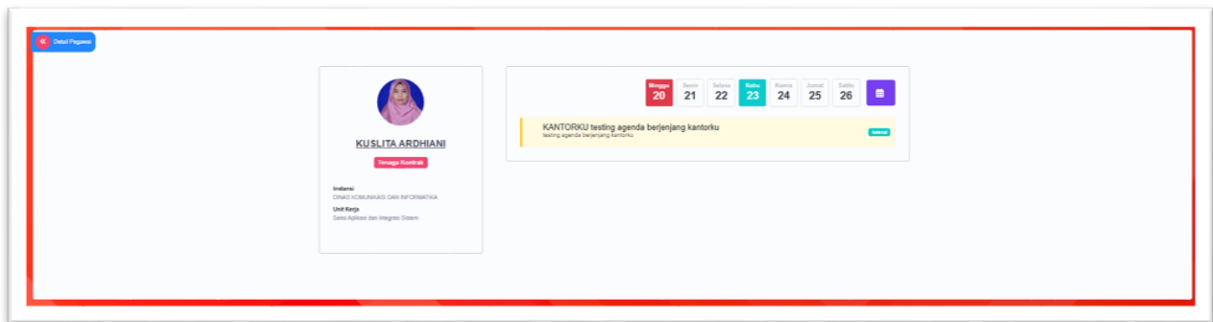 Detail Pegawai
KUSLITA ARDHIANI
Tenaga Kontrak
Instansi
DINAS KOMUNIKASI DAN INFORMATIKA
Unit Kerja
Seksi Aplikasi dan Integrasi Sistem
Minggu Senin Selasa Rabu Kamis Jumat Sabtu
20 21 22 23 24 25 26
KANTORKU testing agenda berjenjang kantorku
testing agenda berjenjang kantorku